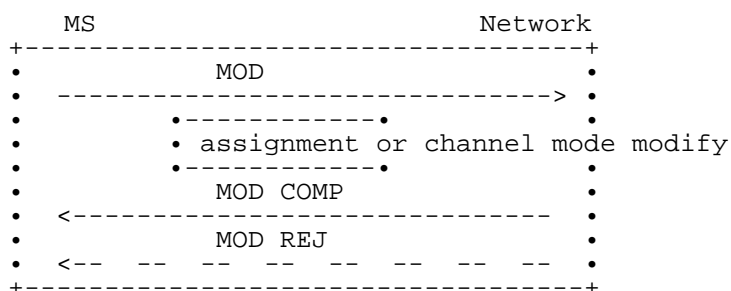 MS Network
MOD
assignment or channel mode modify
MOD COMP
MOD REJ